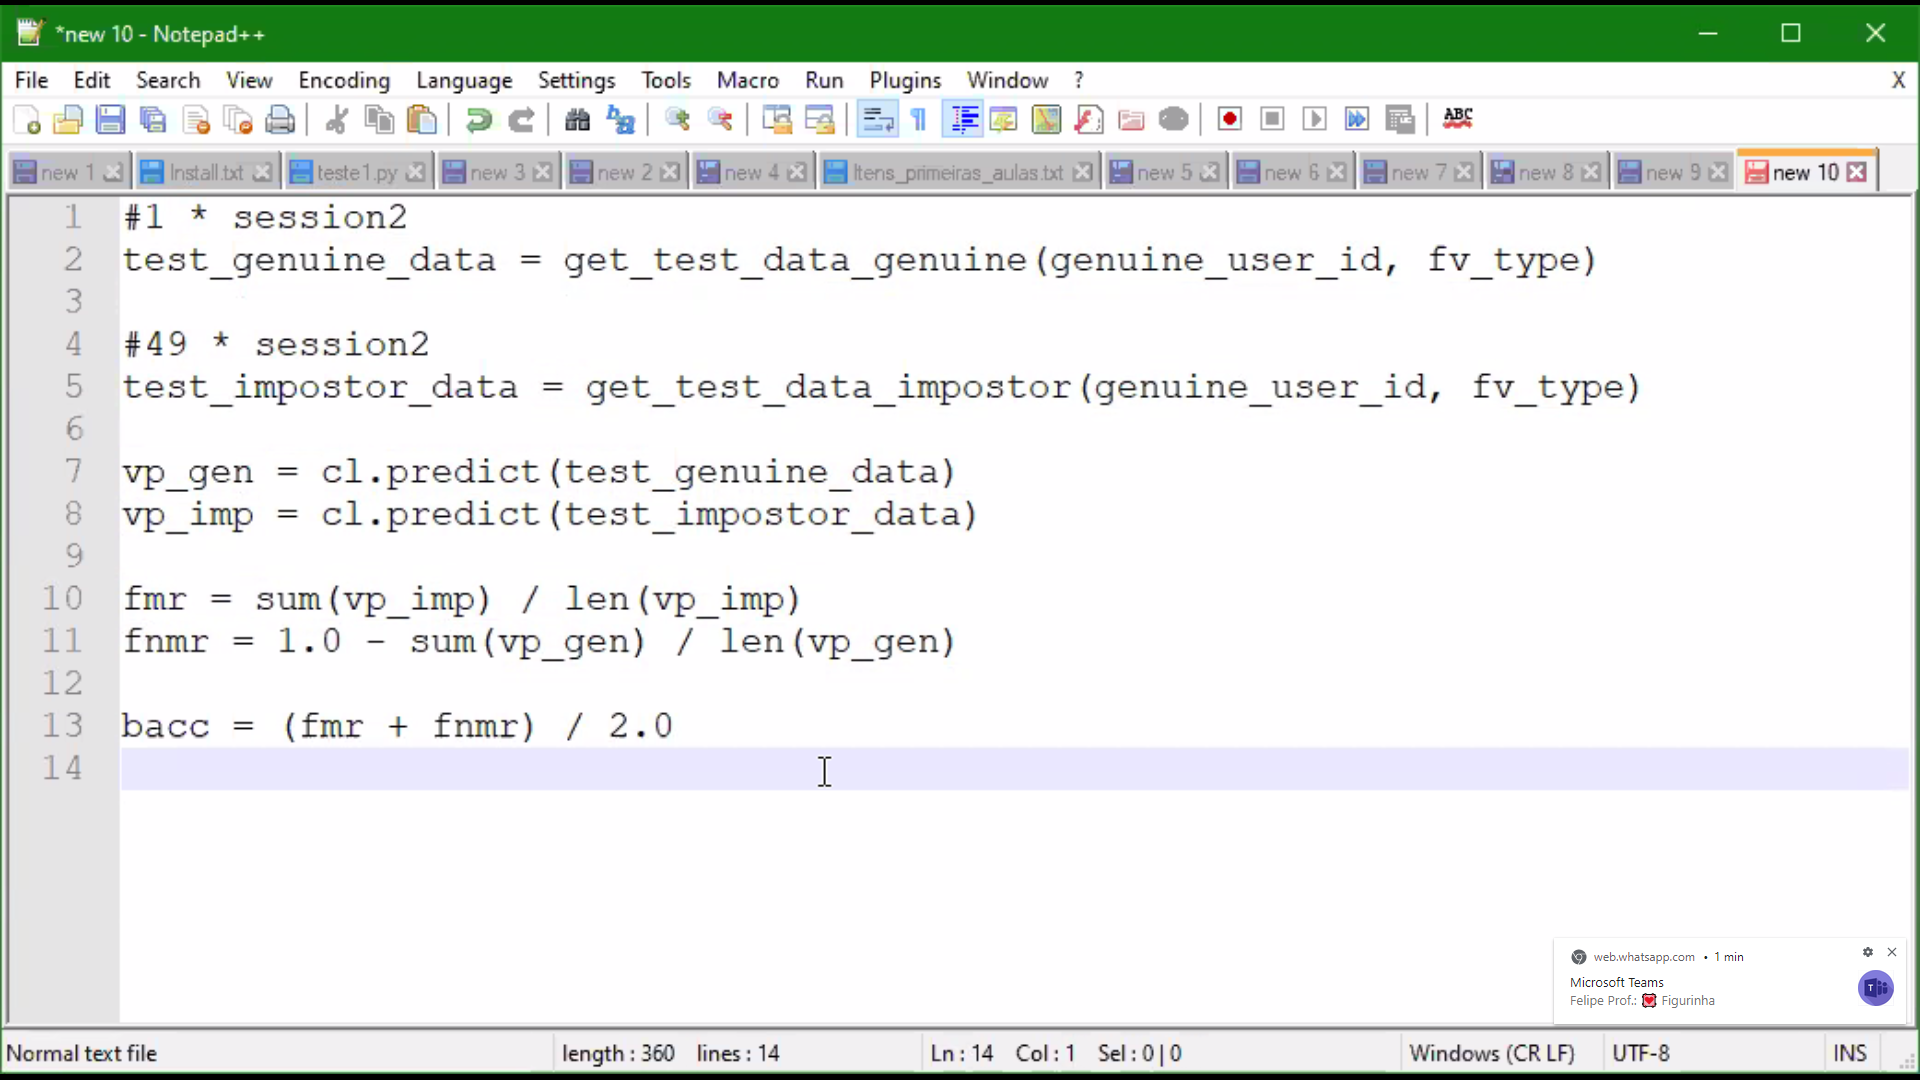 *new 10 - Notepad++
File Edit Search View Encoding Language Settings Tools Macro Run Plugins Window ? X
ABC
new 1 Install.txt teste1.py new 3 new 2 new 4 Itens_primeiras_aulas.txt new 5 new 6 new 7 new 8 new 9 new 10
1 #1 * session2
2 test_genuine_data = get_test_data_genuine(genuine_user_id, fv_type)
3
4 #49 * session2
5 test_impostor_data = get_test_data_impostor(genuine_user_id, fv_type)
6
7 vp_gen = cl.predict(test_genuine_data)
8 vp_imp = cl.predict(test_impostor_data)
9
10 fmr = sum(vp_imp) / len(vp_imp)
11 fnmr = 1.0 - sum(vp_gen) / len(vp_gen)
12
13 bacc = (fmr + fnmr) / 2.0
14
web.whatsapp.com • 1 min
Microsoft Teams
Felipe Prof.: 💟 Figurinha
Normal text file length : 360 lines : 14 Ln : 14 Col : 1 Sel : 0 | 0 Windows (CR LF) UTF-8 INS